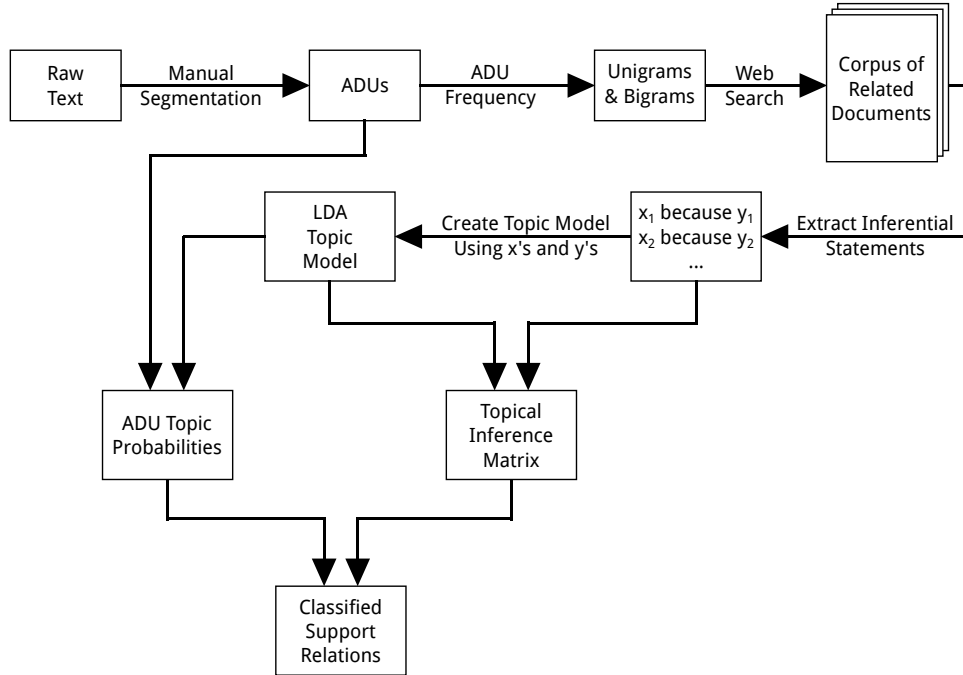 Raw
Text
Manual
Segmentation
ADUs
ADU
Frequency
Unigrams
& Bigrams
Web
Search
Corpus of
Related
Documents
LDA
Topic
Model
Create Topic Model
Using x's and y's
x₁ because y₁
x₂ because y₂
...
Extract Inferential
Statements
ADU Topic
Probabilities
Topical
Inference
Matrix
Classified
Support
Relations